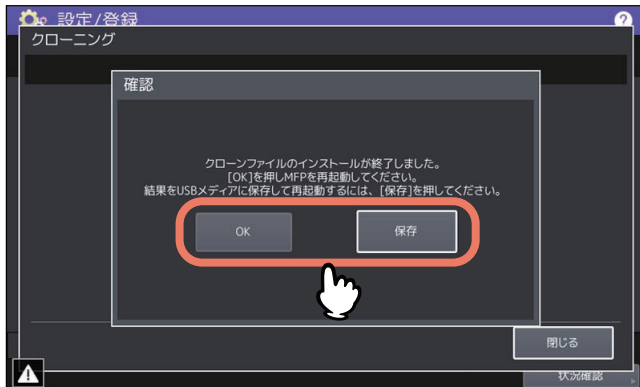 設定/登録
?
クローニング
確認
クローンファイルのインストールが終了しました。
[OK]を押しMFPを再起動してください。
結果をUSBメディアに保存して再起動するには、[保存]を押してください。
OK
保存
閉じる
状況確認